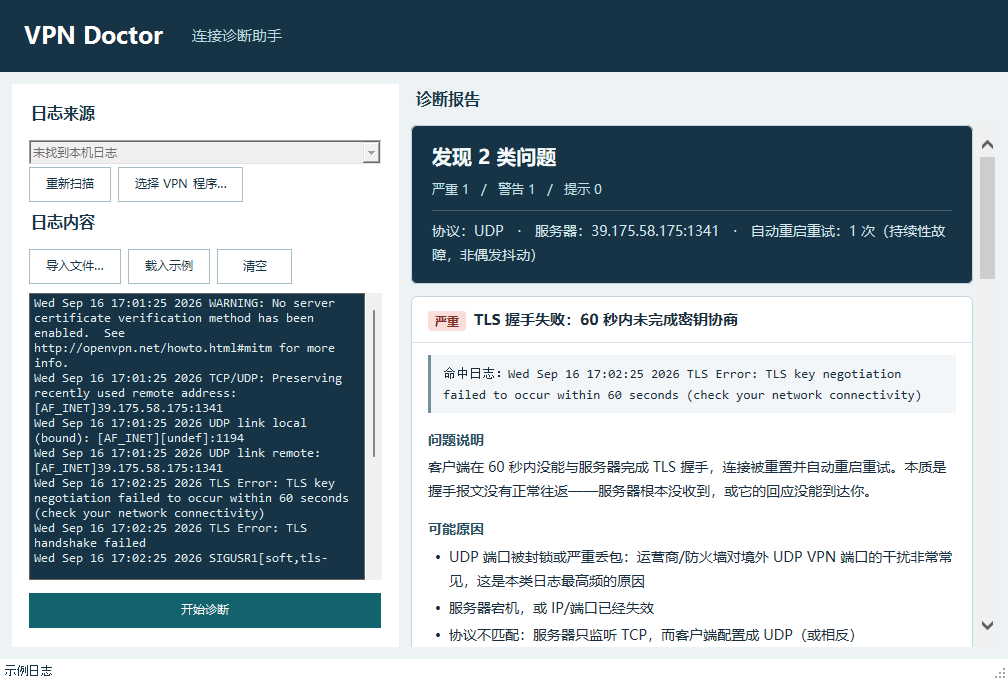 VPN Doctor 连接诊断助手
日志来源
未找到本机日志
重新扫描 选择 VPN 程序...
日志内容
导入文件... 载入示例 清空
Wed Sep 16 17:01:25 2026 WARNING: No server
certificate verification method has been
enabled.  See
http://openvpn.net/howto.html#mitm for more
info.
Wed Sep 16 17:01:25 2026 TCP/UDP: Preserving
recently used remote address:
[AF_INET]39.175.58.175:1341
Wed Sep 16 17:01:25 2026 UDP link local
(bound): [AF_INET][undef]:1194
Wed Sep 16 17:01:25 2026 UDP link remote:
[AF_INET]39.175.58.175:1341
Wed Sep 16 17:02:25 2026 TLS Error: TLS key
negotiation failed to occur within 60 seconds
(check your network connectivity)
Wed Sep 16 17:02:25 2026 TLS Error: TLS
handshake failed
Wed Sep 16 17:02:25 2026 SIGUSR1[soft,tls-
开始诊断
诊断报告
发现 2 类问题
严重 1 / 警告 1 / 提示 0
协议：UDP · 服务器：39.175.58.175:1341 · 自动重启重试：1 次（持续性故
障，非偶发抖动）
严重 TLS 握手失败：60 秒内未完成密钥协商
命中日志：Wed Sep 16 17:02:25 2026 TLS Error: TLS key negotiation
failed to occur within 60 seconds (check your network connectivity)
问题说明
客户端在 60 秒内没能与服务器完成 TLS 握手，连接被重置并自动重启重试。本质是
握手报文没有正常往返——服务器根本没收到，或它的回应没能到达你。
可能原因
• UDP 端口被封锁或严重丢包：运营商/防火墙对境外 UDP VPN 端口的干扰非常常
见，这是本类日志最高频的原因
• 服务器宕机，或 IP/端口已经失效
• 协议不匹配：服务器只监听 TCP，而客户端配置成 UDP（或相反）
示例日志